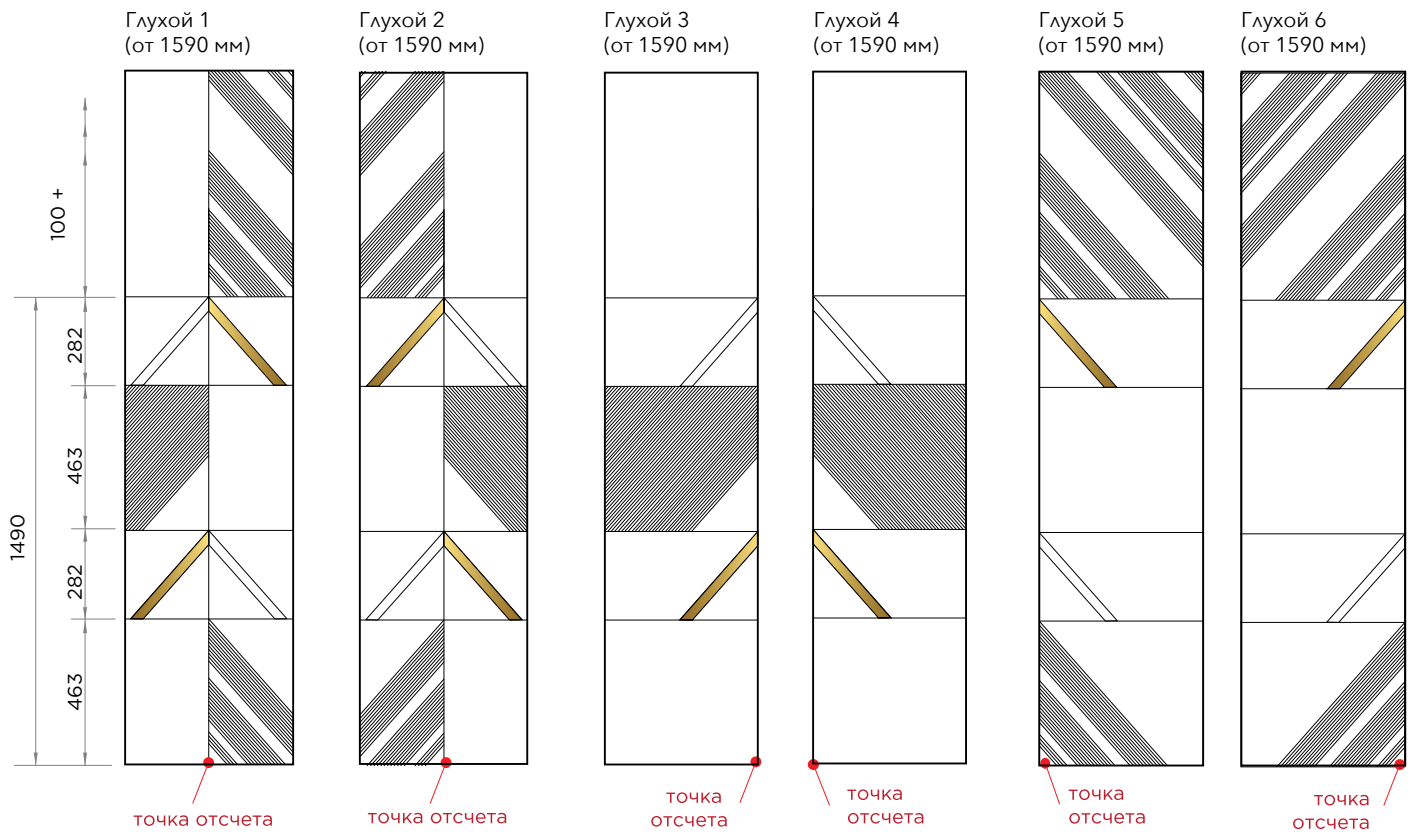 Глухой 1
(от 1590 мм)
Глухой 2
(от 1590 мм)
Глухой 3
(от 1590 мм)
Глухой 4
(от 1590 мм)
Глухой 5
(от 1590 мм)
Глухой 6
(от 1590 мм)
100 +
282
463
1490
282
463
точка отсчета
точка отсчета
точка
отсчета
точка
отсчета
точка
отсчета
точка
отсчета